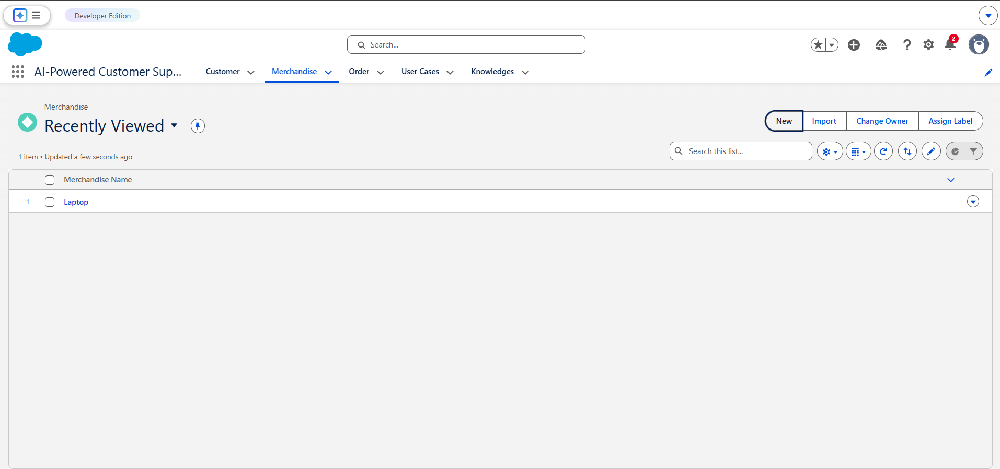 Developer Edition
Search...
2
AI-Powered Customer Sup...
Customer
Merchandise
Order
User Cases
Knowledges
Merchandise
Recently Viewed
New
Import
Change Owner
Assign Label
1 item • Updated a few seconds ago
Search this list...
Merchandise Name
1
Laptop